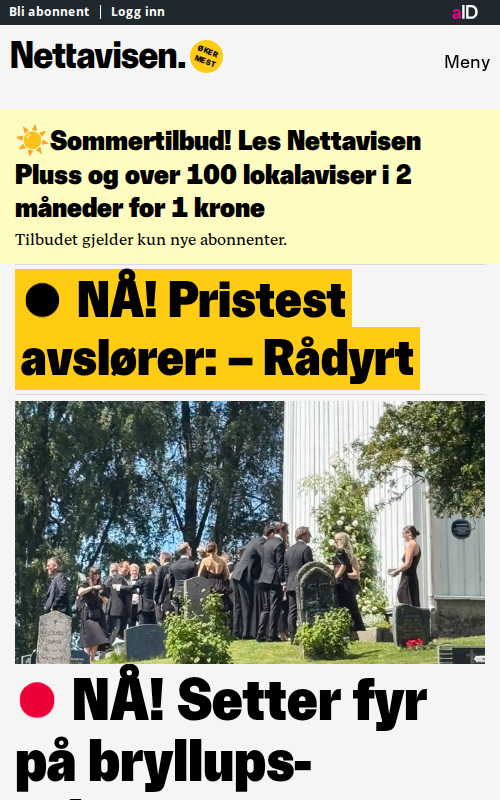 Bli abonnent | Logg inn
aID
Nettavisen.
ØKER
MEST
Meny
☀️Sommertilbud! Les Nettavisen
Pluss og over 100 lokalaviser i 2
måneder for 1 krone
Tilbudet gjelder kun nye abonnenter.
● NÅ! Pristest
avslører: – Rådyrt
🔴 NÅ! Setter fyr
på bryllups-